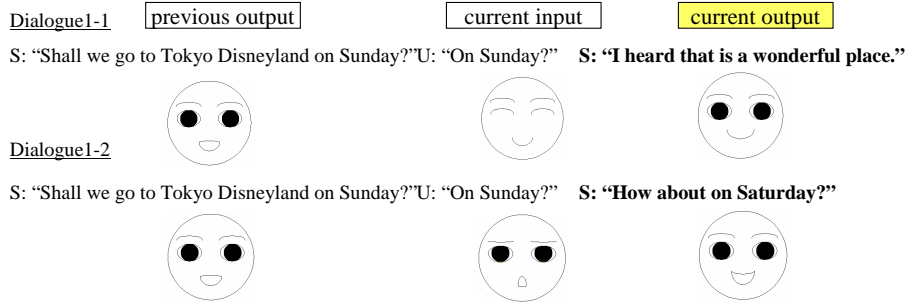 Dialogue1-1 previous output current input current output
S: “Shall we go to Tokyo Disneyland on Sunday?”U: “On Sunday?” S: “I heard that is a wonderful place.”
Dialogue1-2
S: “Shall we go to Tokyo Disneyland on Sunday?”U: “On Sunday?” S: “How about on Saturday?”